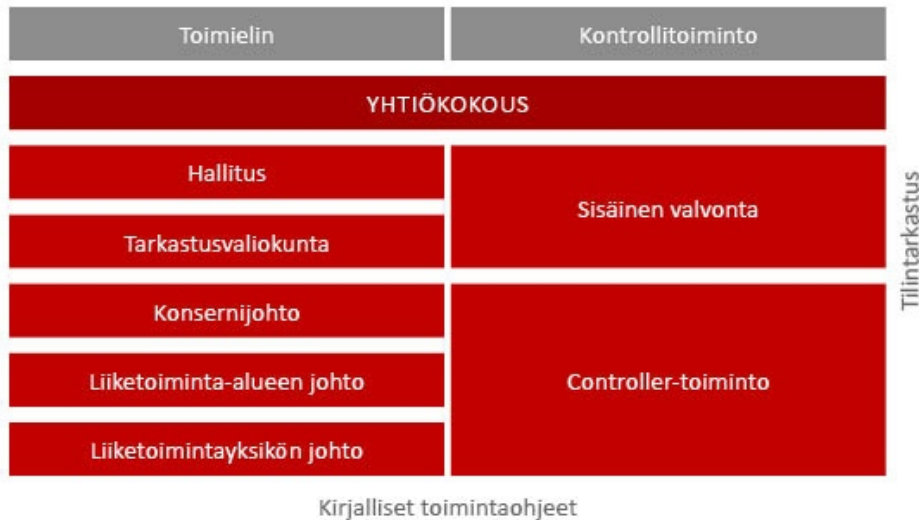 Toimielin
Kontrollitoiminto
YHTIÖKOKOUS
Hallitus
Sisäinen valvonta
Tarkastusvaliokunta
Konsernijohto
Liiketoiminta-alueen johto
Controller-toiminto
Liiketoimintayksikön johto
Tilintarkastus
Kirjalliset toimintaohjeet